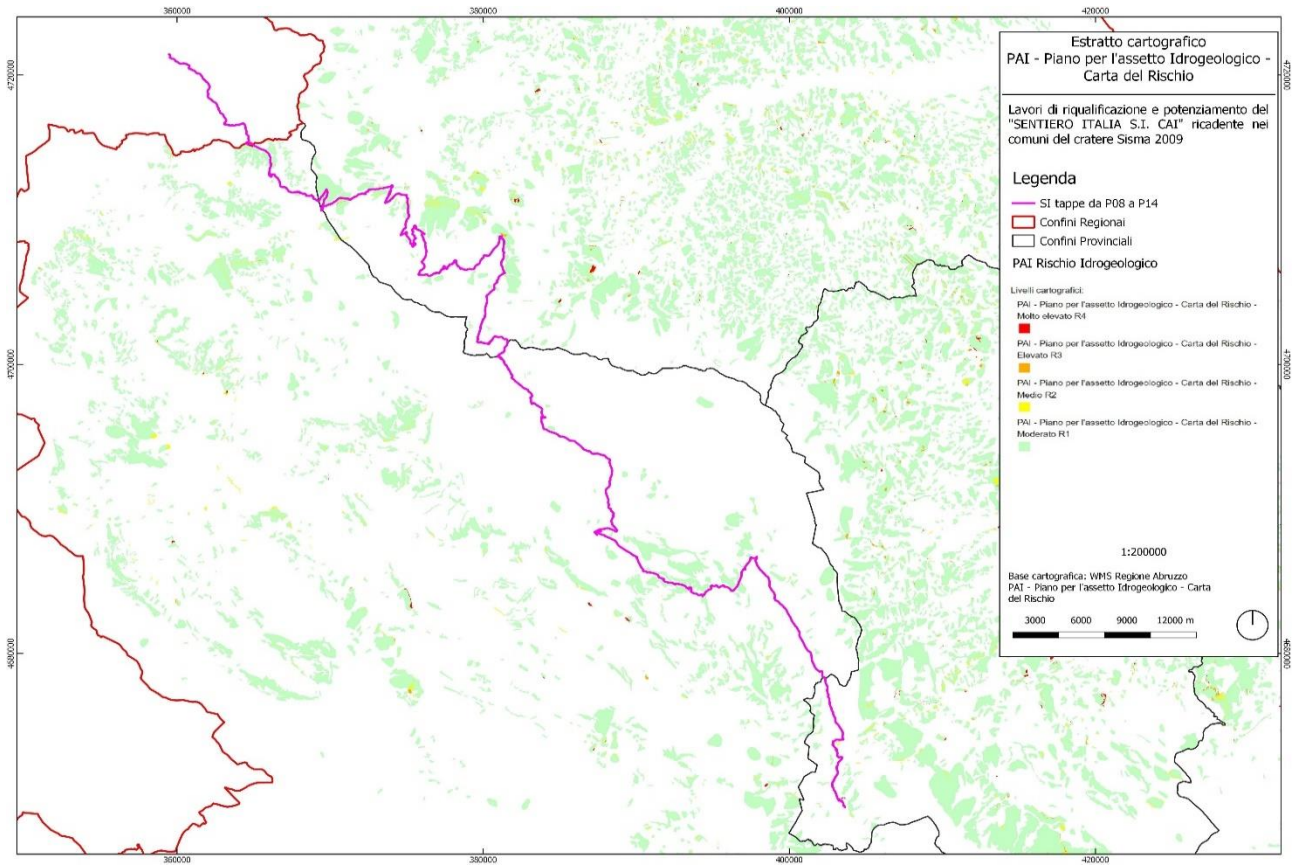 360000
380000
400000
420000
4720000
4720000
Estratto cartografico
PAI - Piano per l'assetto Idrogeologico -
Carta del Rischio
Lavori di riqualificazione e potenziamento del
"SENTIERO ITALIA S.I. CAI" ricadente nei
comuni del cratere Sisma 2009
Legenda
SI tappe da P08 a P14
Confini Regionai
Confini Provinciali
PAI Rischio Idrogeologico
Livelli cartografici:
PAI - Piano per l'assetto Idrogeologico - Carta del Rischio -
Molto elevato R4
PAI - Piano per l'assetto Idrogeologico - Carta del Rischio -
Elevato R3
PAI - Piano per l'assetto Idrogeologico - Carta del Rischio -
Medio R2
PAI - Piano per l'assetto Idrogeologico - Carta del Rischio -
Moderato R1
4700000
4700000
1:200000
Base cartografica: WMS Regione Abruzzo
PAI - Piano per l'assetto Idrogeologico - Carta
del Rischio
3000 6000 9000 12000 m
4680000
4680000
360000
380000
400000
420000